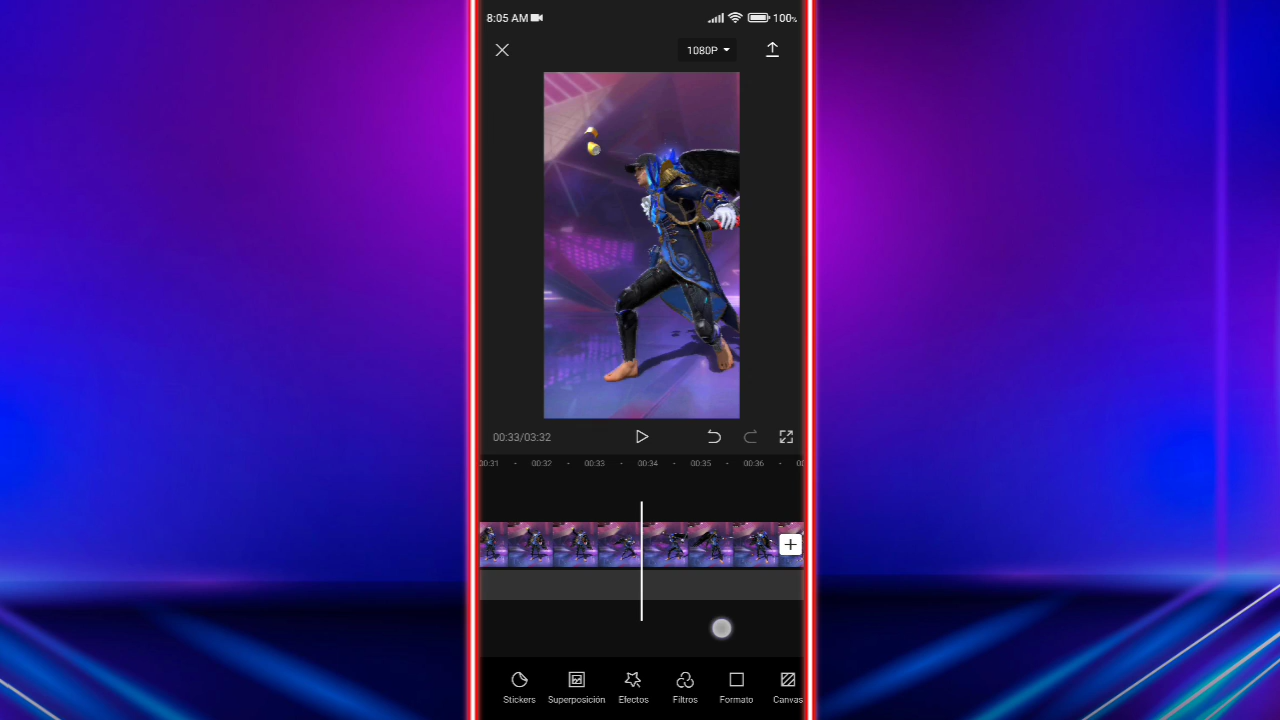 8:05 AM 100%
1080P
00:33/03:32
00:31 00:32 00:33 00:34 00:35 00:36
Stickers Superposición Efectos Filtros Formato Canvas